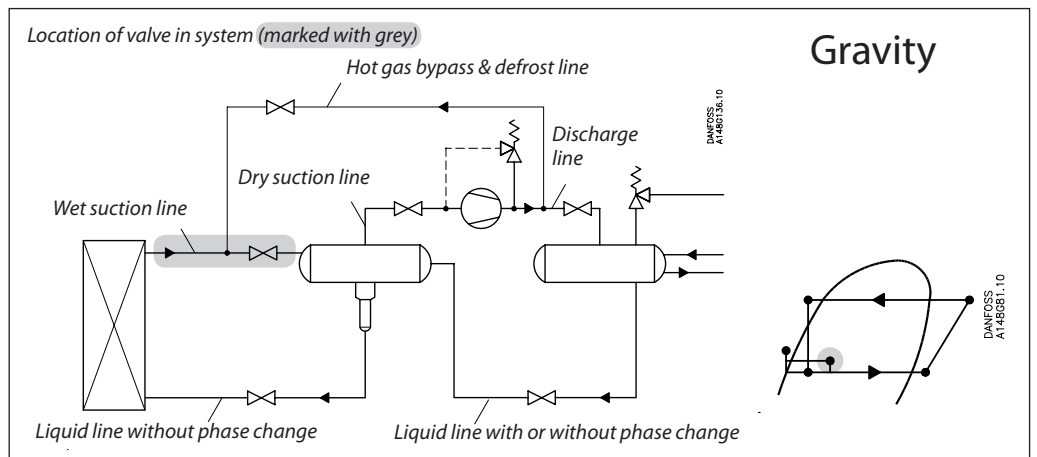 Location of valve in system (marked with grey)
Gravity
Hot gas bypass & defrost line
DANFOSS
A148G136.10
Discharge
line
Dry suction line
Wet suction line
DANFOSS
A148G81.10
Liquid line without phase change
Liquid line with or without phase change